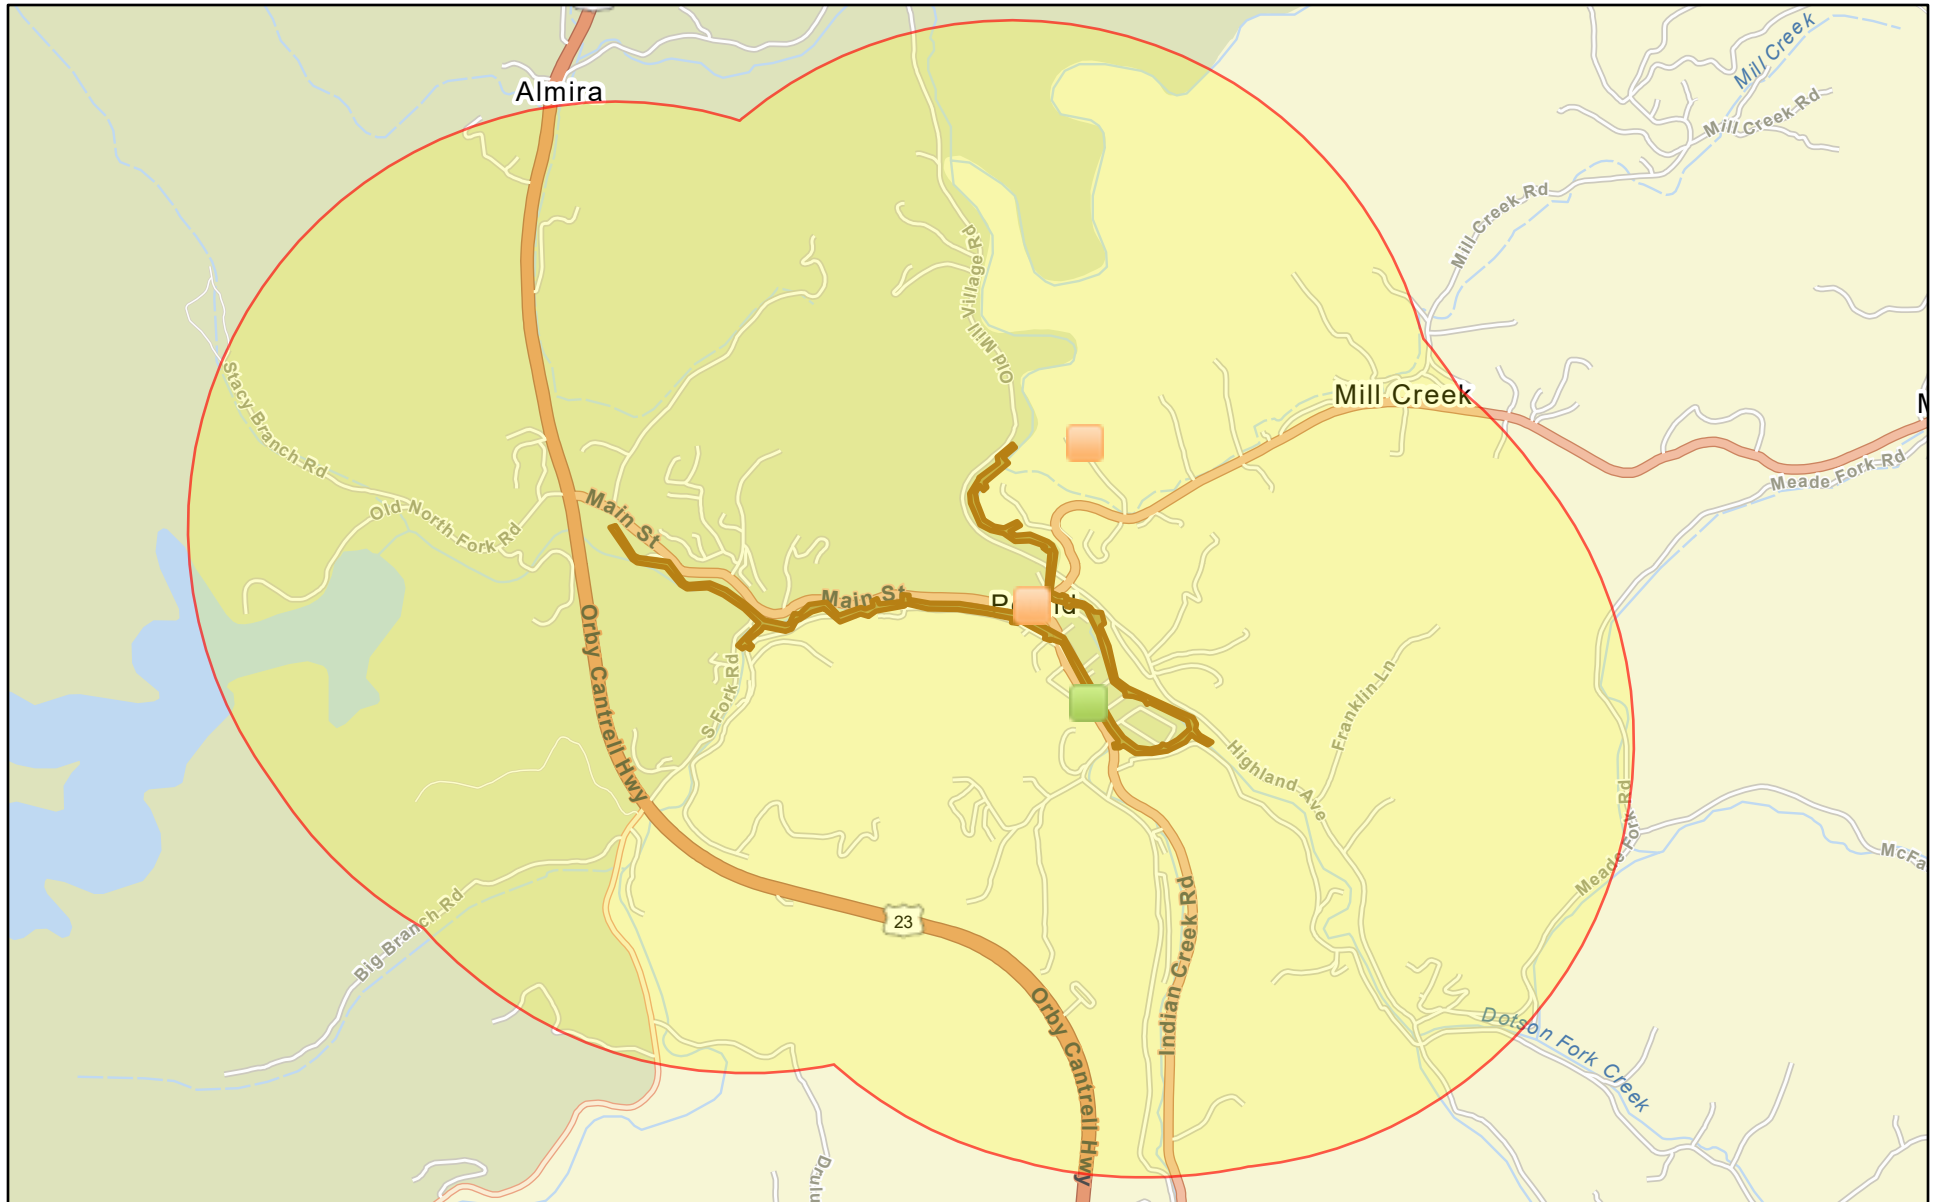 Mill Creek
Almira
Mill Creek Rd
Mill Creek Rd
Old Mill Village Rd
Stacy Branch Rd
Mill Creek
Meade Fork Rd
Old North Fork Rd
Main St
Main St
Orby Cantrell Hwy
S Fork Rd
Franklin Ln
Highland Ave
Meade Fork Rd
Big Branch Rd
23
Indian Creek Rd
Orby Cantrell Hwy
Dotson Fork Creek